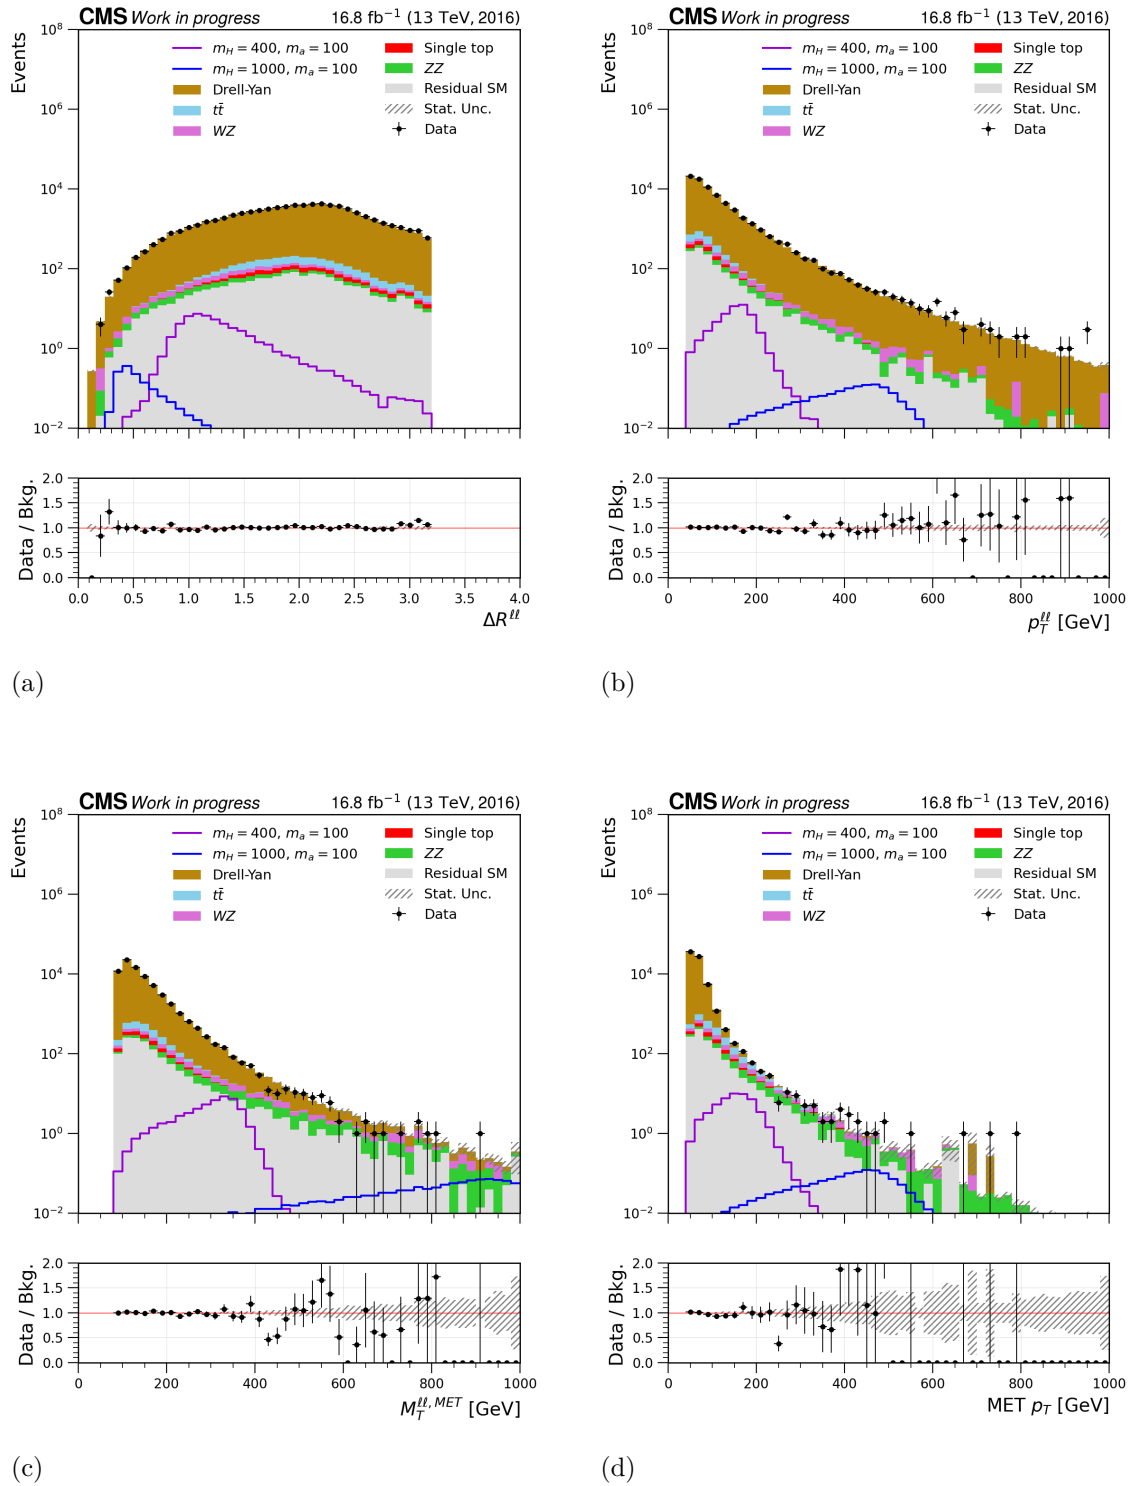 CMS Work in progress 16.8 fb⁻¹ (13 TeV, 2016)
10⁸
10⁶
10⁴
10²
10⁰
10⁻²
Events
m_H = 400, m_a = 100
m_H = 1000, m_a = 100
Drell-Yan
tt̄
WZ
Single top
ZZ
Residual SM
Stat. Unc.
Data
2.0
1.5
1.0
0.5
0.0
Data / Bkg.
0.0 0.5 1.0 1.5 2.0 2.5 3.0 3.5 4.0
ΔR^ℓℓ
(a)
CMS Work in progress 16.8 fb⁻¹ (13 TeV, 2016)
10⁸
10⁶
10⁴
10²
10⁰
10⁻²
Events
m_H = 400, m_a = 100
m_H = 1000, m_a = 100
Drell-Yan
tt̄
WZ
Single top
ZZ
Residual SM
Stat. Unc.
Data
2.0
1.5
1.0
0.5
0.0
Data / Bkg.
0 200 400 600 800 1000
p_T^ℓℓ [GeV]
(b)
CMS Work in progress 16.8 fb⁻¹ (13 TeV, 2016)
10⁸
10⁶
10⁴
10²
10⁰
10⁻²
Events
m_H = 400, m_a = 100
m_H = 1000, m_a = 100
Drell-Yan
tt̄
WZ
Single top
ZZ
Residual SM
Stat. Unc.
Data
2.0
1.5
1.0
0.5
0.0
Data / Bkg.
0 200 400 600 800 1000
M_T^ℓℓ,MET [GeV]
(c)
CMS Work in progress 16.8 fb⁻¹ (13 TeV, 2016)
10⁸
10⁶
10⁴
10²
10⁰
10⁻²
Events
m_H = 400, m_a = 100
m_H = 1000, m_a = 100
Drell-Yan
tt̄
WZ
Single top
ZZ
Residual SM
Stat. Unc.
Data
2.0
1.5
1.0
0.5
0.0
Data / Bkg.
0 200 400 600 800 1000
MET p_T [GeV]
(d)